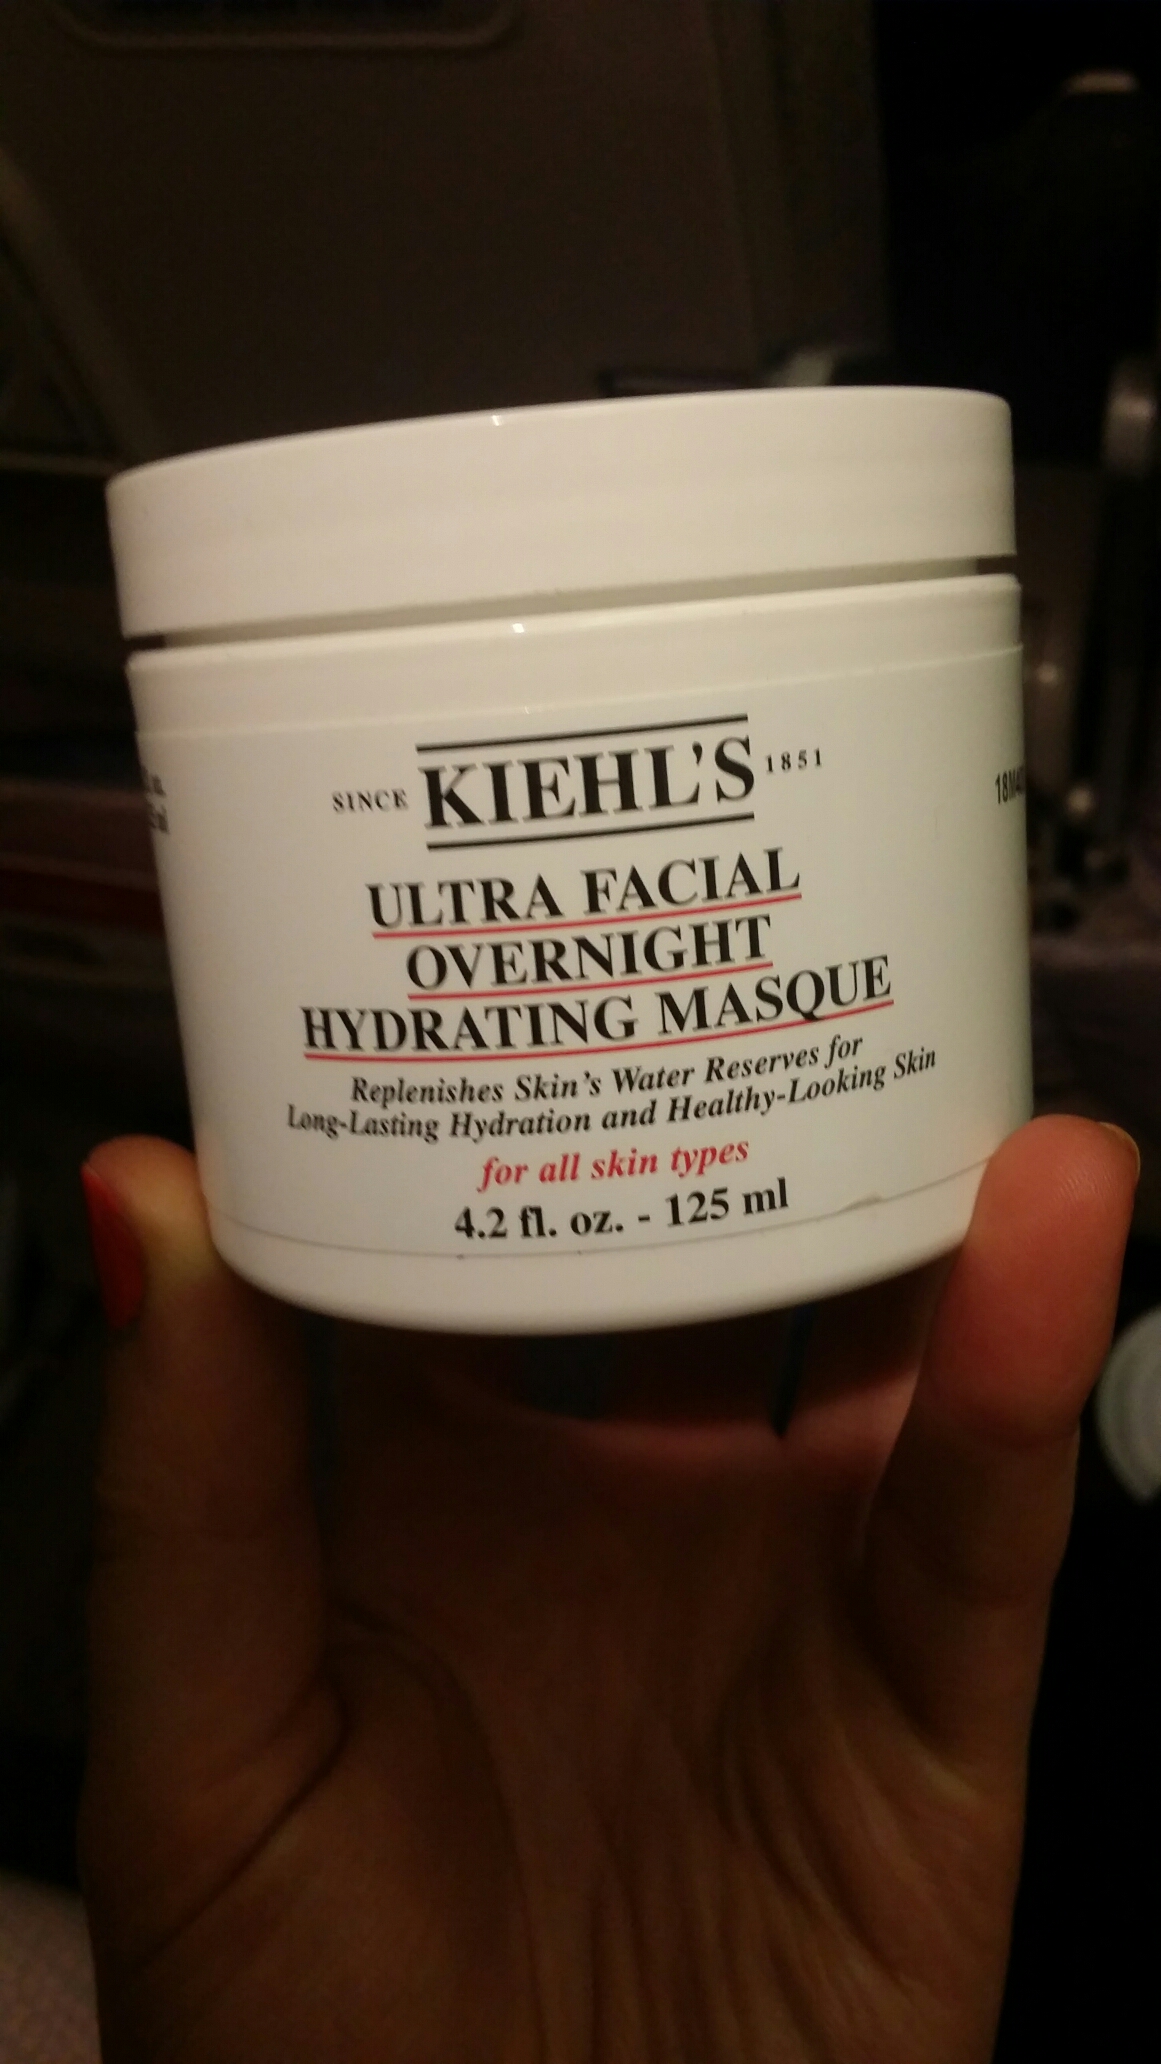 SINCE KIEHL'S 1851
ULTRA FACIAL
OVERNIGHT
HYDRATING MASQUE
Replenishes Skin's Water Reserves for
Long-Lasting Hydration and Healthy-Looking Skin
for all skin types
4.2 fl. oz. - 125 ml